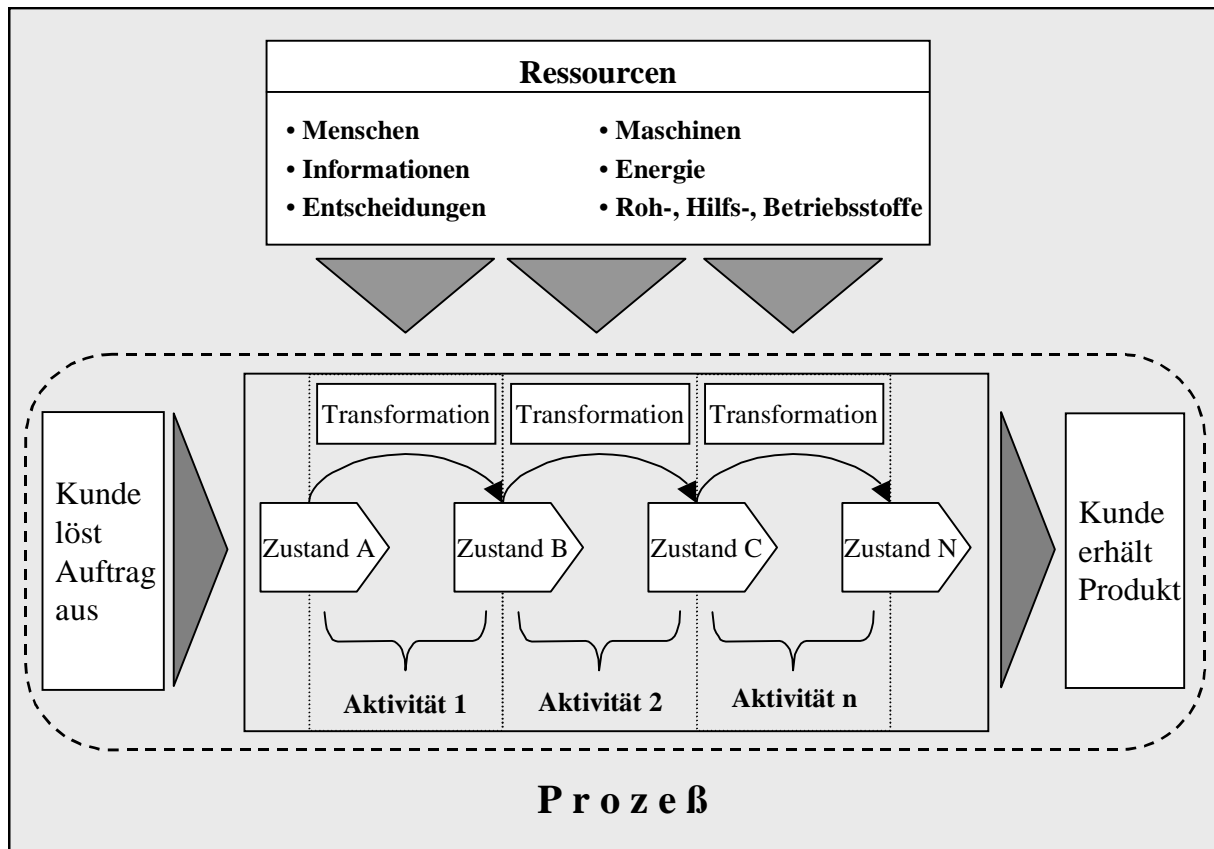 Ressourcen
• Menschen
• Informationen
• Entscheidungen
• Maschinen
• Energie
• Roh-, Hilfs-, Betriebsstoffe
Kunde
löst
Auftrag
aus
Transformation
Transformation
Transformation
Zustand A
Zustand B
Zustand C
Zustand N
Aktivität 1
Aktivität 2
Aktivität n
Kunde
erhält
Produkt
Prozeß